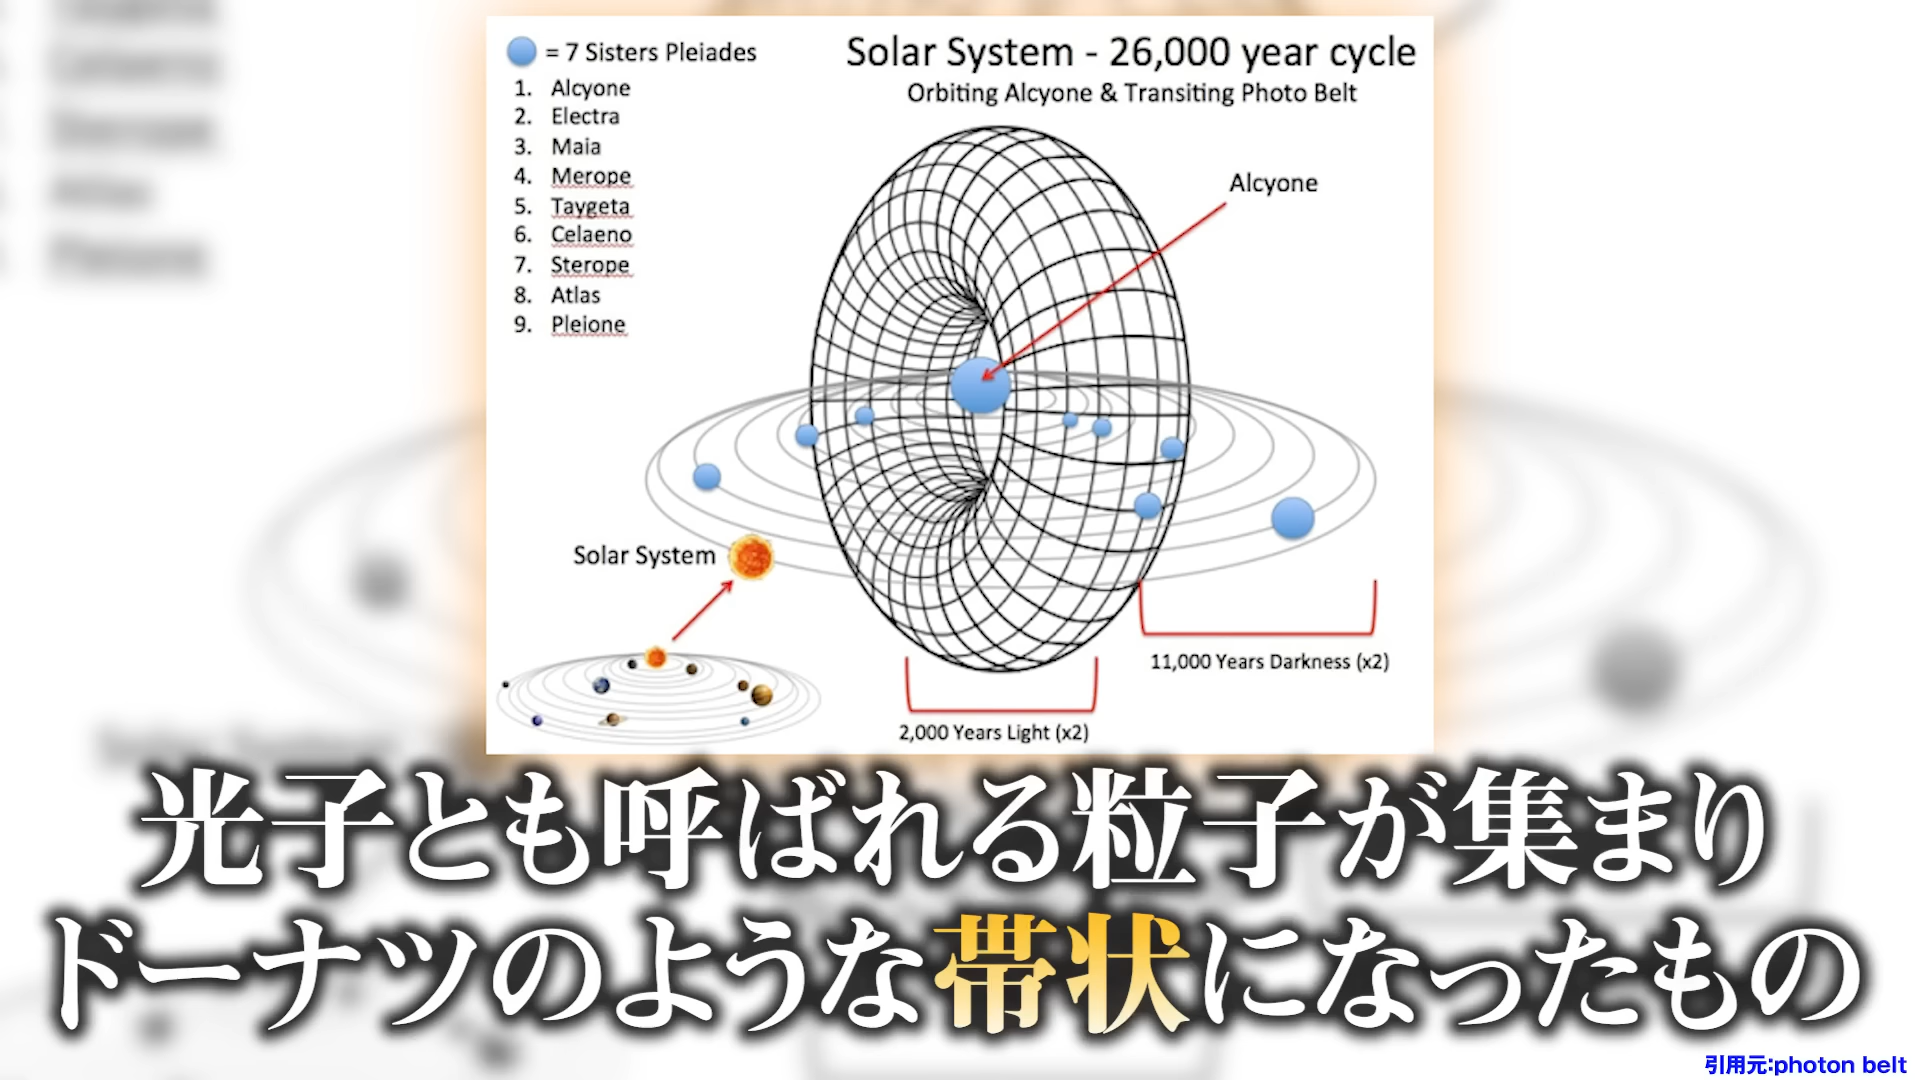 = 7 Sisters Pleiades
1. Alcyone
2. Electra
3. Maia
4. Merope
5. Taygeta
6. Celaeno
7. Sterope
8. Atlas
9. Pleione
Solar System - 26,000 year cycle
Orbiting Alcyone & Transiting Photo Belt
Alcyone
Solar System
11,000 Years Darkness (x2)
2,000 Years Light (x2)
光子とも呼ばれる粒子が集まり
ドーナツのような帯状になったもの
引用元:photon belt